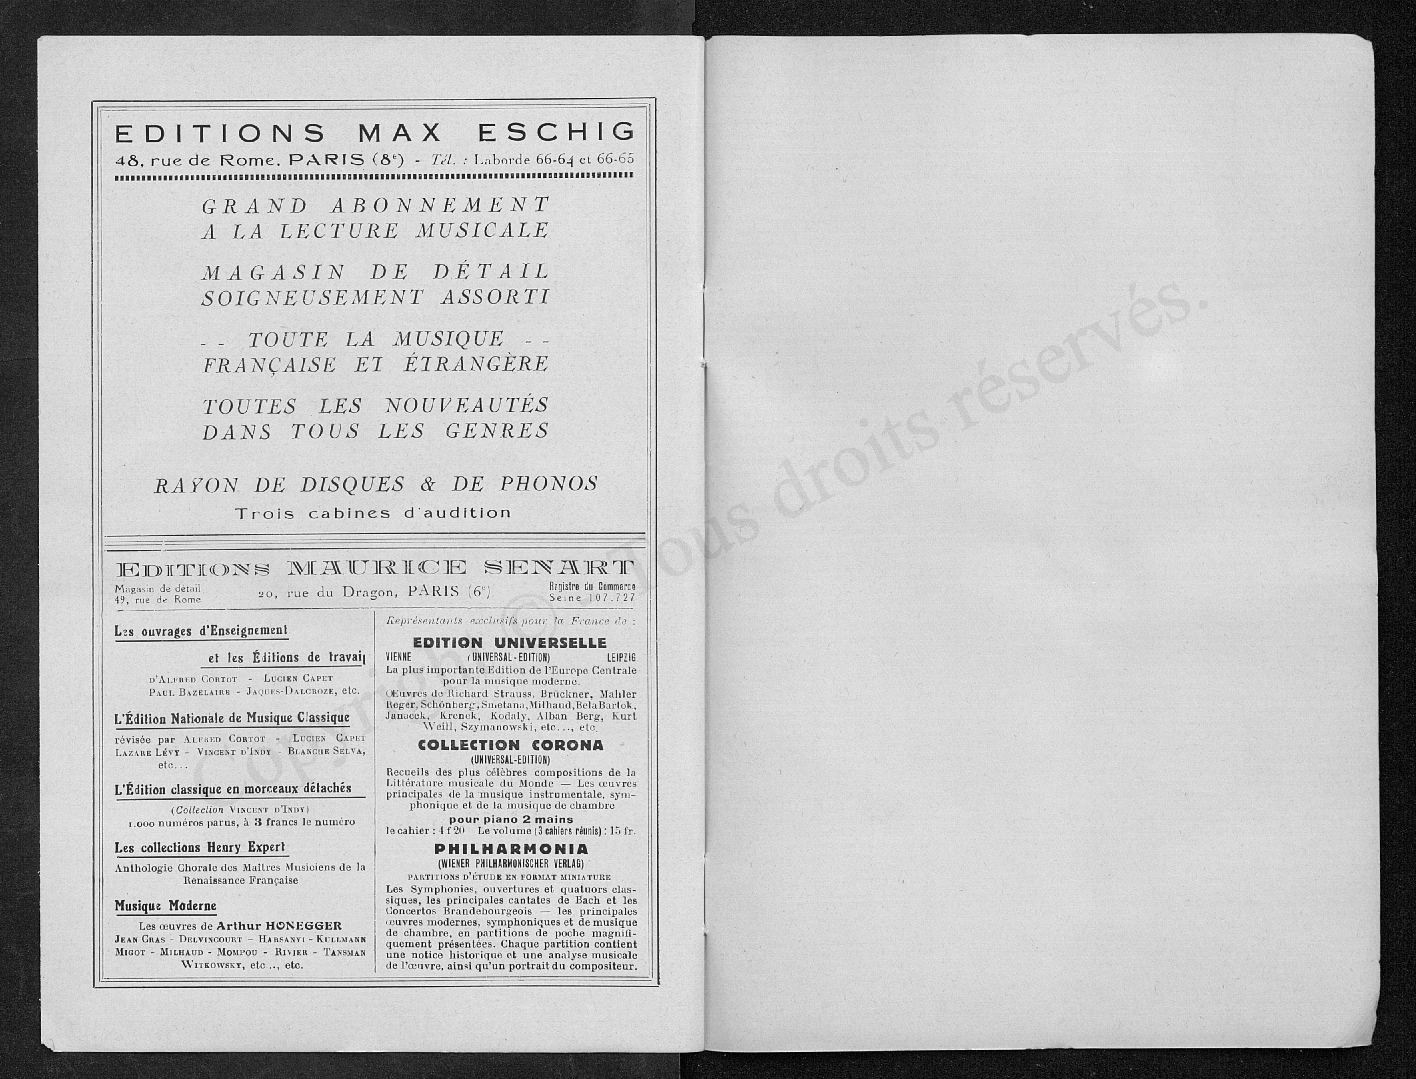 EDITIONS MAX ESCHIG
48, rue de Rome. PARIS (8e) - Tél. : Laborde 66-64 et 66-65
GRAND ABONNEMENT
A LA LECTURE MUSICALE
MAGASIN DE DÉTAIL
SOIGNEUSEMENT ASSORTI
-- TOUTE LA MUSIQUE --
FRANÇAISE ET ÉTRANGÈRE
TOUTES LES NOUVEAUTÉS
DANS TOUS LES GENRES
RAYON DE DISQUES & DE PHONOS
Trois cabines d'audition
EDITIONS MAURICE SENART
Magasin de détail
49, rue de Rome
20, rue du Dragon, PARIS (6e)
Registre du Commerce
Seine 107.727
Les ouvrages d'Enseignement
et les Éditions de travail
D'ALFRED CORTOT - LUCIEN CAPET
PAUL BAZELAIRE - JAQUES-DALCROZE, etc.
L'Édition Nationale de Musique Classique
révisée par ALFRED CORTOT - LUCIEN CAPET
LAZARE LÉVY - VINCENT D'INDY - BLANCHE SELVA,
etc...
L'Édition classique en morceaux détachés
(Collection VINCENT D'INDY)
1.000 numéros parus, à 3 francs le numéro
Les collections Henry Expert
Anthologie Chorale des Maîtres Musiciens de la
Renaissance Française
Musique Moderne
Les œuvres de Arthur HONEGGER
JEAN CRAS - DELVINCOURT - HARSANYI - KULLMANN
MIGOT - MILHAUD - MOMPOU - RIVIER - TANSMAN
WITKOWSKY, etc..., etc.
Représentants exclusifs pour la France de :
EDITION UNIVERSELLE
VIENNE (UNIVERSAL-EDITION) LEIPZIG
La plus importante Edition de l'Europe Centrale
pour la musique moderne.
Œuvres de Richard Strauss, Brückner, Mahler
Reger, Schönberg, Smetana, Milhaud, Bela Bartok,
Janacek, Krenek, Kodaly, Alban Berg, Kurt
Weill, Szymanowski, etc..., etc.
COLLECTION CORONA
(UNIVERSAL-EDITION)
Recueils des plus célèbres compositions de la
Littérature musicale du Monde — Les œuvres
principales de la musique instrumentale, sym-
phonique et de la musique de chambre
pour piano 2 mains
le cahier : 4 f 20 Le volume (3 cahiers réunis) : 15 fr.
PHILHARMONIA
(WIENER PHILHARMONISCHER VERLAG)
PARTITIONS D'ÉTUDE EN FORMAT MINIATURE
Les Symphonies, ouvertures et quatuors clas-
siques, les principales cantates de Bach et les
Concertos Brandebourgeois — les principales
œuvres modernes, symphoniques et de musique
de chambre, en partitions de poche magnifi-
quement présentées. Chaque partition contient
une notice historique et une analyse musicale
de l'œuvre, ainsi qu'un portrait du compositeur.
Copyright © - Tous droits réservés.